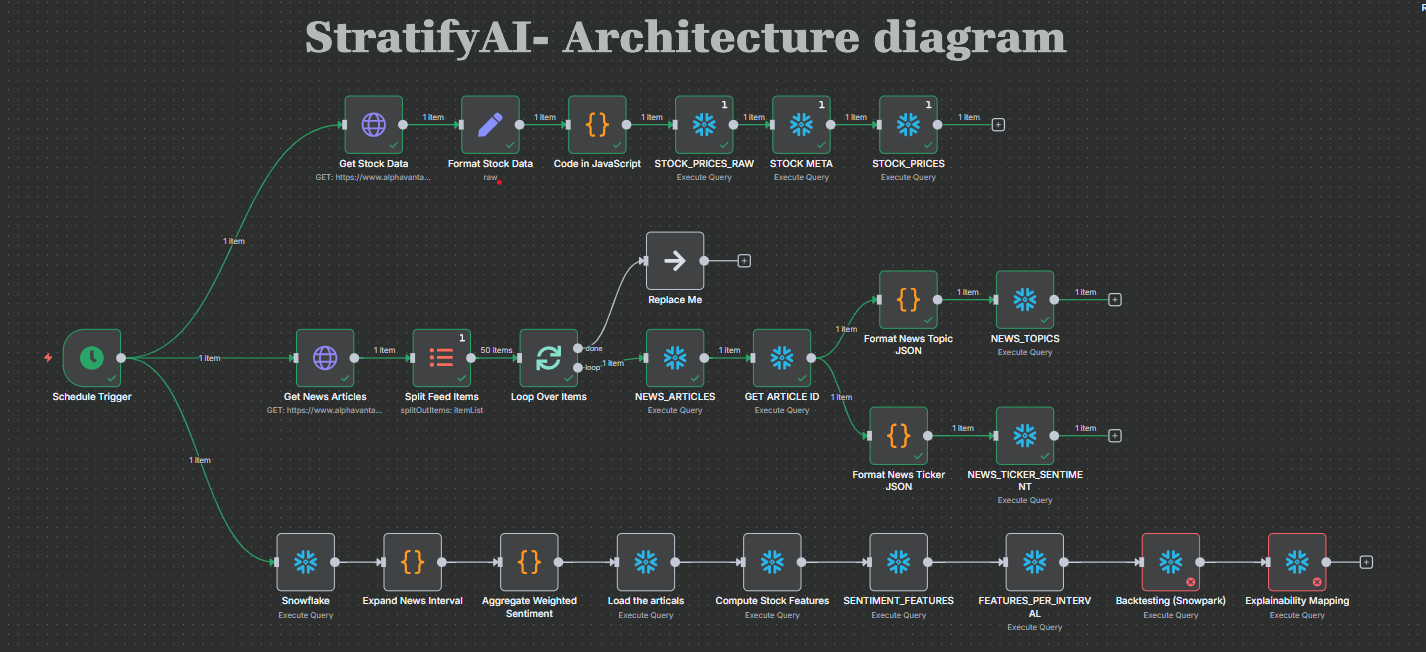 StratifyAI- Architecture diagram
R
1 1 1
1 item 1 item 1 item 1 item 1 item 1 item
Get Stock Data Format Stock Data Code in JavaScript STOCK_PRICES_RAW STOCK META STOCK_PRICES
GET: https://www.alphavanta... raw Execute Query Execute Query Execute Query
1 item
Replace Me
1 item 1 item
Format News Topic
JSON
NEWS_TOPICS
Execute Query
1 item
1 item
1 item
1
50 items
done
loop
1 item
1 item
1 item
Schedule Trigger Get News Articles Split Feed Items Loop Over Items NEWS_ARTICLES GET ARTICLE ID
GET: https://www.alphavanta... splitOutItems: itemList Execute Query Execute Query
1 item 1 item
Format News Ticker
JSON
NEWS_TICKER_SENTIME
NT
Execute Query
1 item
Snowflake Expand News Interval Aggregate Weighted
Sentiment
Load the articals Compute Stock Features SENTIMENT_FEATURES FEATURES_PER_INTERV
AL
Backtesting (Snowpark) Explainability Mapping
Execute Query Execute Query Execute Query Execute Query Execute Query Execute Query Execute Query